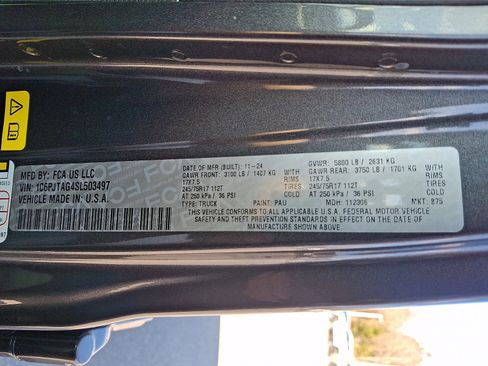 MFD BY: FCA US LLC
VIN: 1C6PJTAG4SL503497
VEHICLE MADE IN: U.S.A.
DATE OF MFR (BUILT): 11-24
GAWR FRONT: 3100 LB / 1407 KG WITH
17X7.5 RIMS
245/75R17 112T TIRES
AT 250 kPa / 36 PSI COLD
GVWR: 5800 LB / 2631 KG
GAWR REAR: 3750 LB / 1701 KG WITH
17X7.5 RIMS
245/75R17 112T TIRES
AT 250 kPa / 36 PSI COLD
THIS VEHICLE CONFORMS TO ALL APPLICABLE U.S.A. FEDERAL MOTOR VEHICLE
SAFETY AND THEFT PREVENTION STANDARDS IN EFFECT ON THE DATE OF
MANUFACTURE SHOWN ABOVE.
TYPE: TRUCK PAINT: PAU MDH: 112306 MKT: B75